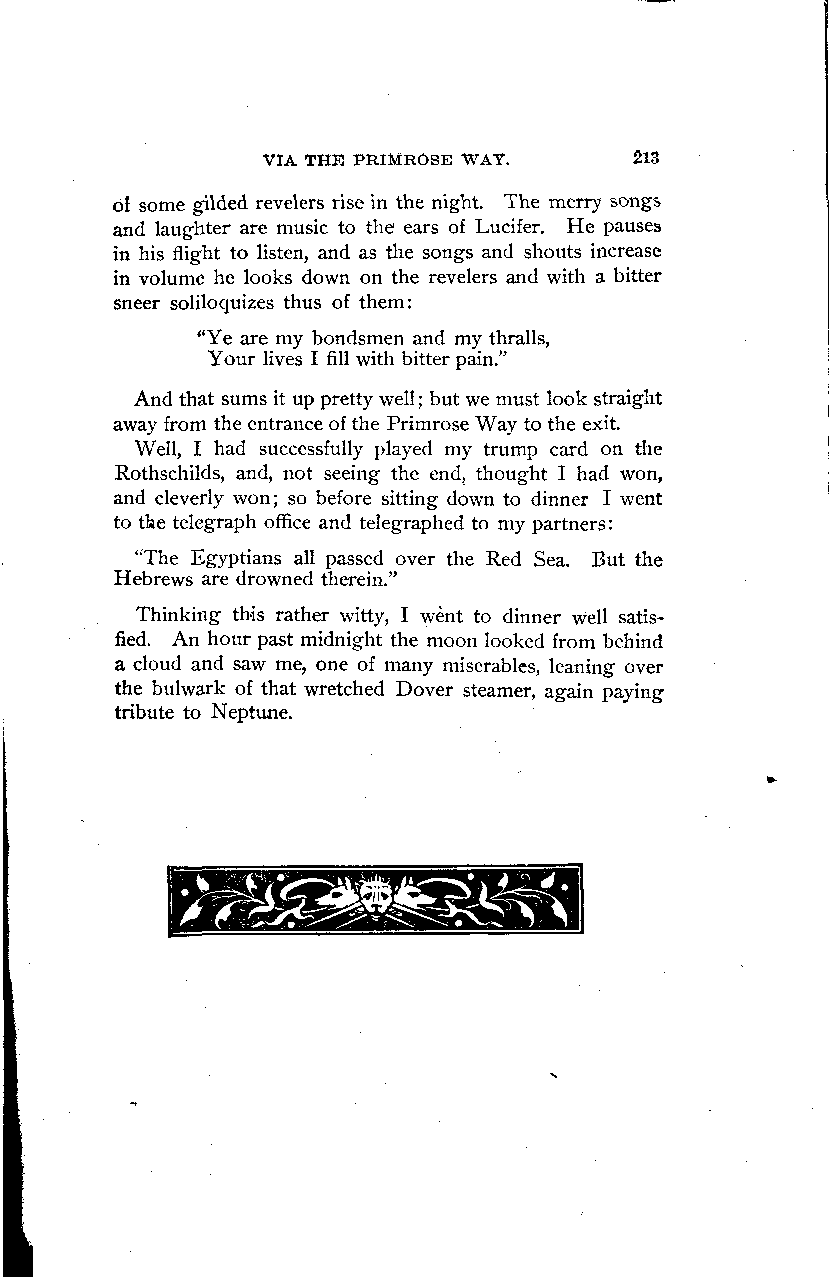 VIA THE PRIMROSE WAY. 213
of some gilded revelers rise in the night. The merry songs
and laughter are music to the ears of Lucifer. He pauses
in his flight to listen, and as the songs and shouts increase
in volume he looks down on the revelers and with a bitter
sneer soliloquizes thus of them:
"Ye are my bondsmen and my thralls,
Your lives I fill with bitter pain."
And that sums it up pretty well; but we must look straight
away from the entrance of the Primrose Way to the exit.
Well, I had successfully played my trump card on the
Rothschilds, and, not seeing the end, thought I had won,
and cleverly won; so before sitting down to dinner I went
to the telegraph office and telegraphed to my partners:
"The Egyptians all passed over the Red Sea. But the
Hebrews are drowned therein."
Thinking this rather witty, I went to dinner well satis-
fied. An hour past midnight the moon looked from behind
a cloud and saw me, one of many miserables, leaning over
the bulwark of that wretched Dover steamer, again paying
tribute to Neptune.